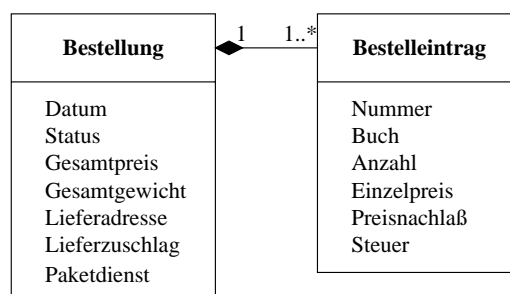 Bestellung
1
1..*
Bestelleintrag
Datum
Status
Gesamtpreis
Gesamtgewicht
Lieferadresse
Lieferzuschlag
Paketdienst
Nummer
Buch
Anzahl
Einzelpreis
Preisnachlaß
Steuer